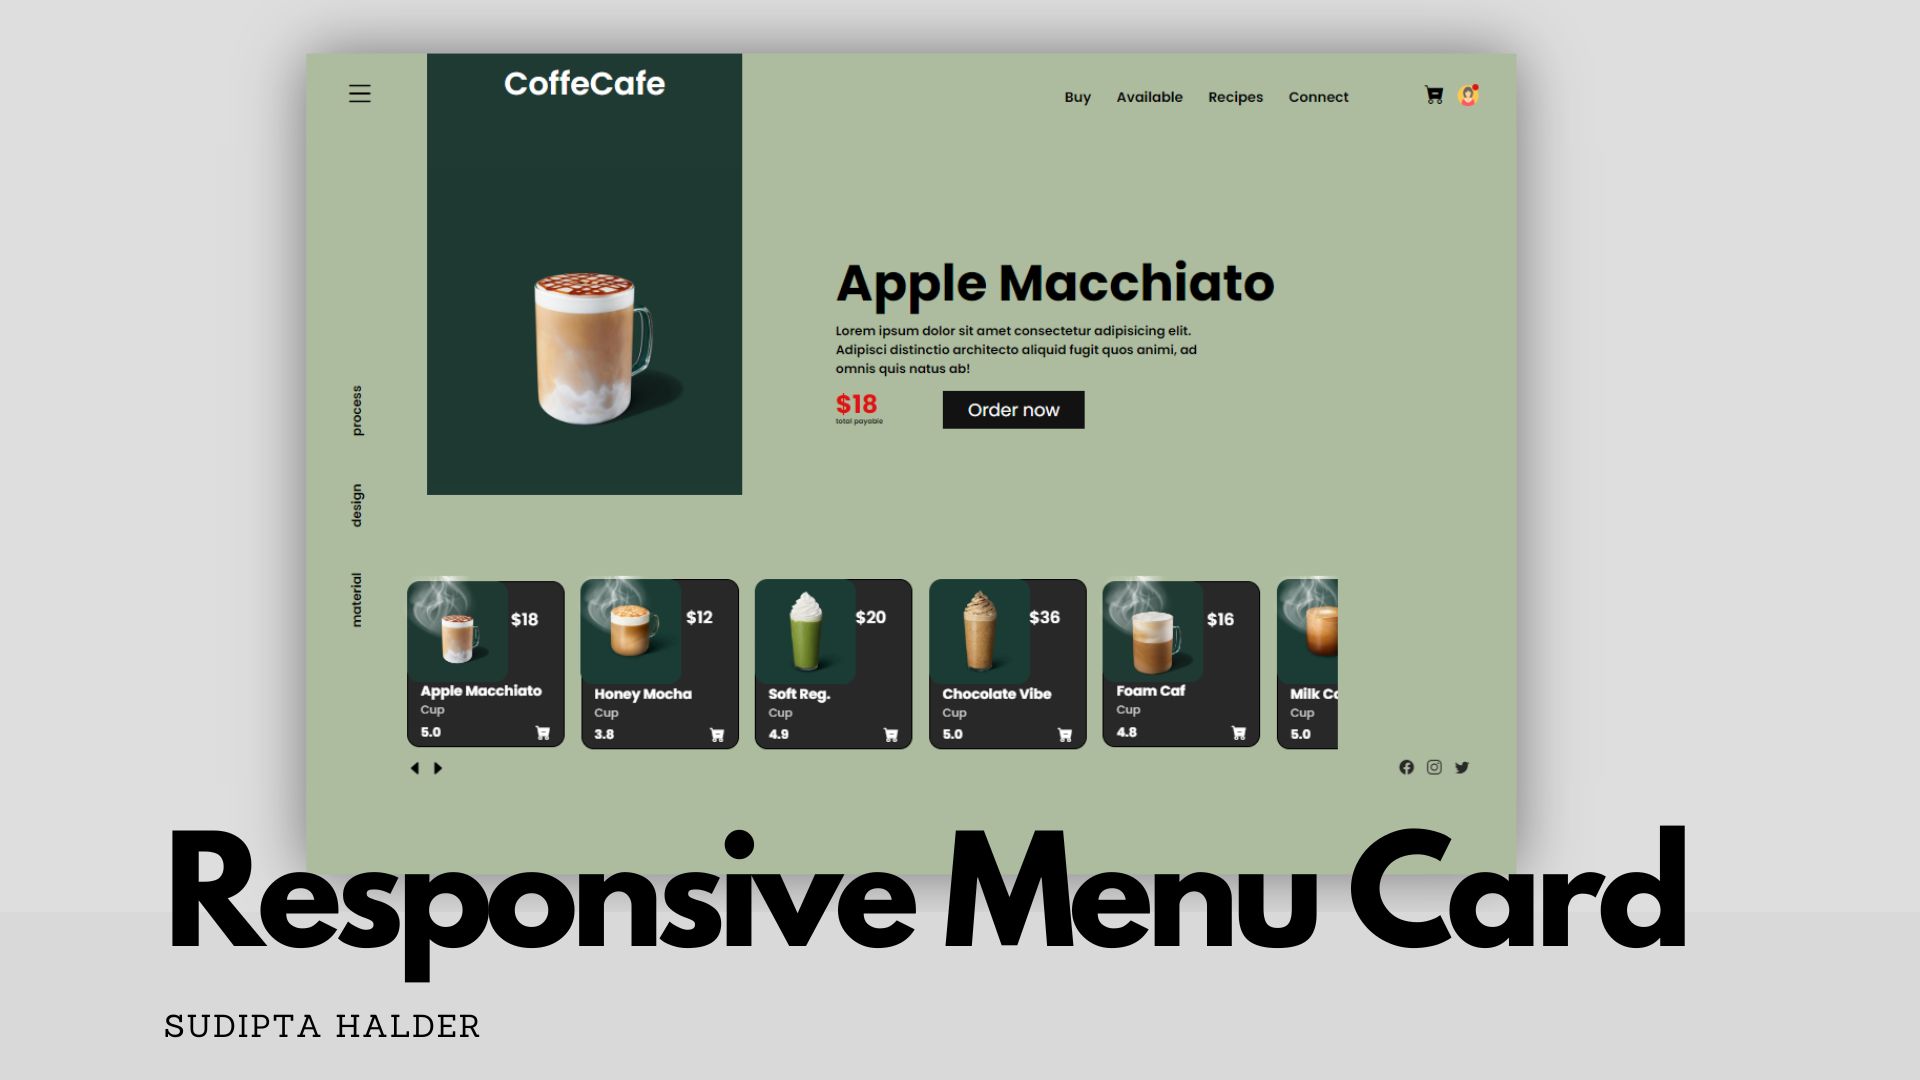 CoffeCafe
Buy Available Recipes Connect
Apple Macchiato
Lorem ipsum dolor sit amet consectetur adipisicing elit.
Adipisci distinctio architecto aliquid fugit quos animi, ad
omnis quis natus ab!
$18
total payable
Order now
process
design
material
$18
Apple Macchiato
Cup
5.0
$12
Honey Mocha
Cup
3.8
$20
Soft Reg.
Cup
4.9
$36
Chocolate Vibe
Cup
5.0
$16
Foam Caf
Cup
4.8
Milk
Cup
5.0
Responsive Menu Card
SUDIPTA HALDER